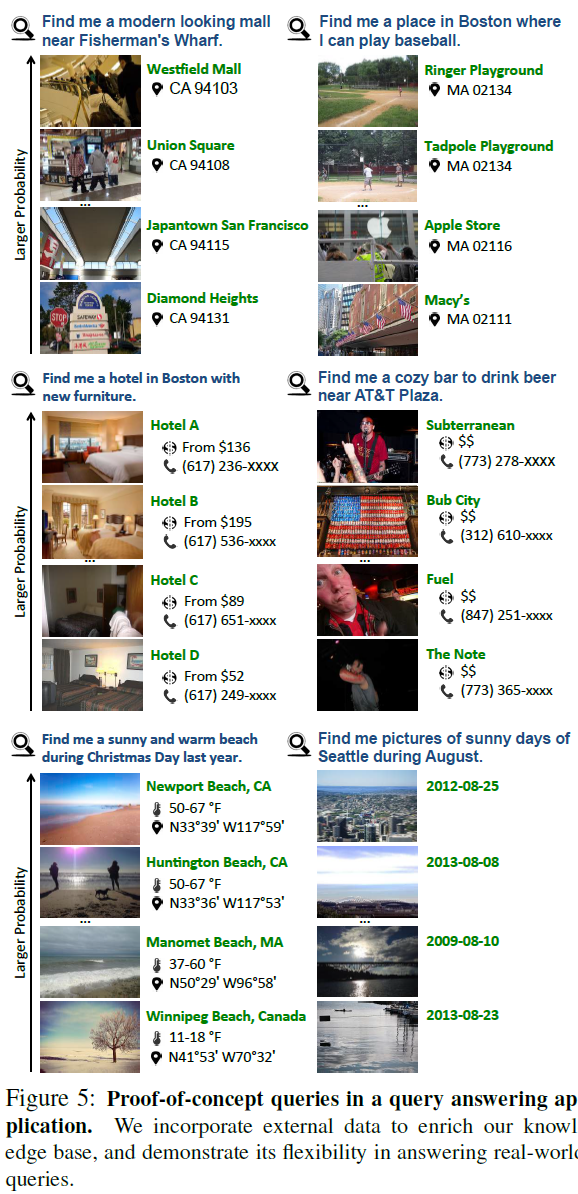 Find me a modern looking mall
near Fisherman's Wharf.
Larger Probability
Westfield Mall
CA 94103
Union Square
CA 94108
...
Japantown San Francisco
CA 94115
Diamond Heights
CA 94131
STOP
SAFEWAY
Find me a place in Boston where
I can play baseball.
Ringer Playground
MA 02134
Tadpole Playground
MA 02134
...
Apple Store
MA 02116
Macy's
MA 02111
Find me a hotel in Boston with
new furniture.
Larger Probability
Hotel A
From $136
(617) 236-XXXX
Hotel B
From $195
(617) 536-xxxx
...
Hotel C
From $89
(617) 651-xxxx
Hotel D
From $52
(617) 249-xxxx
Find me a cozy bar to drink beer
near AT&T Plaza.
Subterranean
$$
(773) 278-XXXX
Bub City
$$
(312) 610-xxxx
...
Fuel
$$
(847) 251-xxxx
The Note
$$
(773) 365-xxxx
Find me a sunny and warm beach
during Christmas Day last year.
Larger Probability
Newport Beach, CA
50-67 °F
N33°39' W117°59'
Huntington Beach, CA
50-67 °F
N33°36' W117°53'
...
Manomet Beach, MA
37-60 °F
N50°29' W96°58'
Winnipeg Beach, Canada
11-18 °F
N41°53' W70°32'
Find me pictures of sunny days of
Seattle during August.
2012-08-25
2013-08-08
...
2009-08-10
2013-08-23
Figure 5: Proof-of-concept queries in a query answering ap
plication. We incorporate external data to enrich our knowl
edge base, and demonstrate its flexibility in answering real-world
queries.